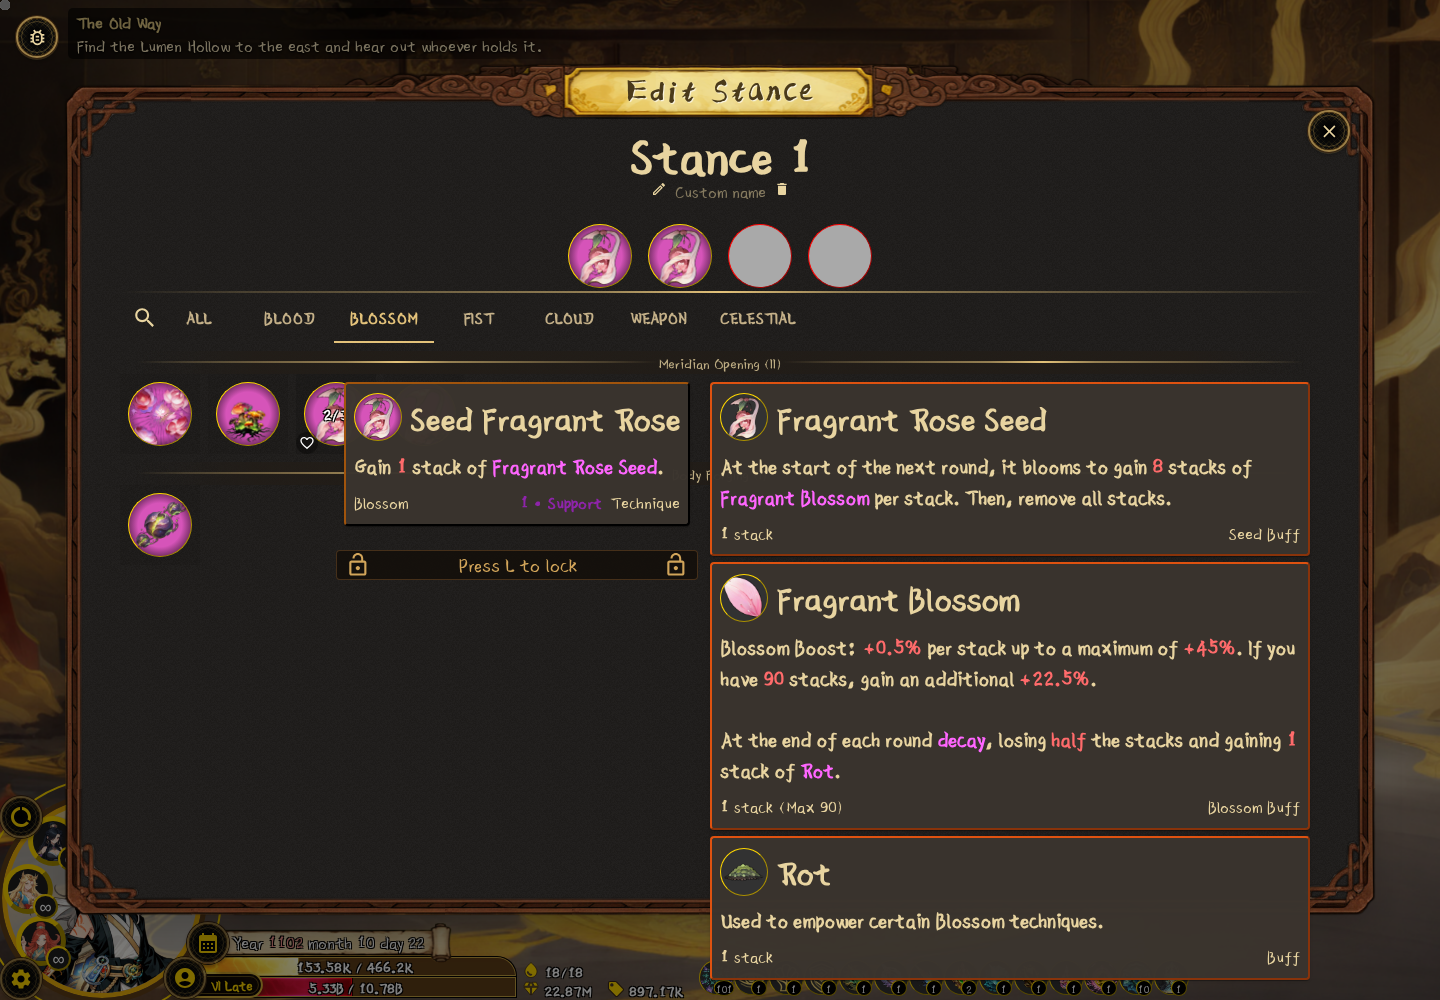 The Old Way
Find the Lumen Hollow to the east and hear out whoever holds it.
Edit Stance
Stance 1
Custom name
ALL
BLOOD
BLOSSOM
FIST
CLOUD
WEAPON
CELESTIAL
Meridian Opening (II)
Seed Fragrant Rose
Gain 1 stack of Fragrant Rose Seed.
Blossom
1 • Support Technique
Press L to lock
Fragrant Rose Seed
At the start of the next round, it blooms to gain 8 stacks of
Fragrant Blossom per stack. Then, remove all stacks.
1 stack
Seed Buff
Fragrant Blossom
Blossom Boost: +0.5% per stack up to a maximum of +45%. If you
have 90 stacks, gain an additional +22.5%.
At the end of each round decay, losing half the stacks and gaining 1
stack of Rot.
1 stack (Max 90)
Blossom Buff
Rot
Used to empower certain Blossom techniques.
1 stack
Buff
Year 1102 month 10 day 22
153.58K / 466.2K
VI Late
5.33B / 10.78B
18/18
22.87M
897.17K